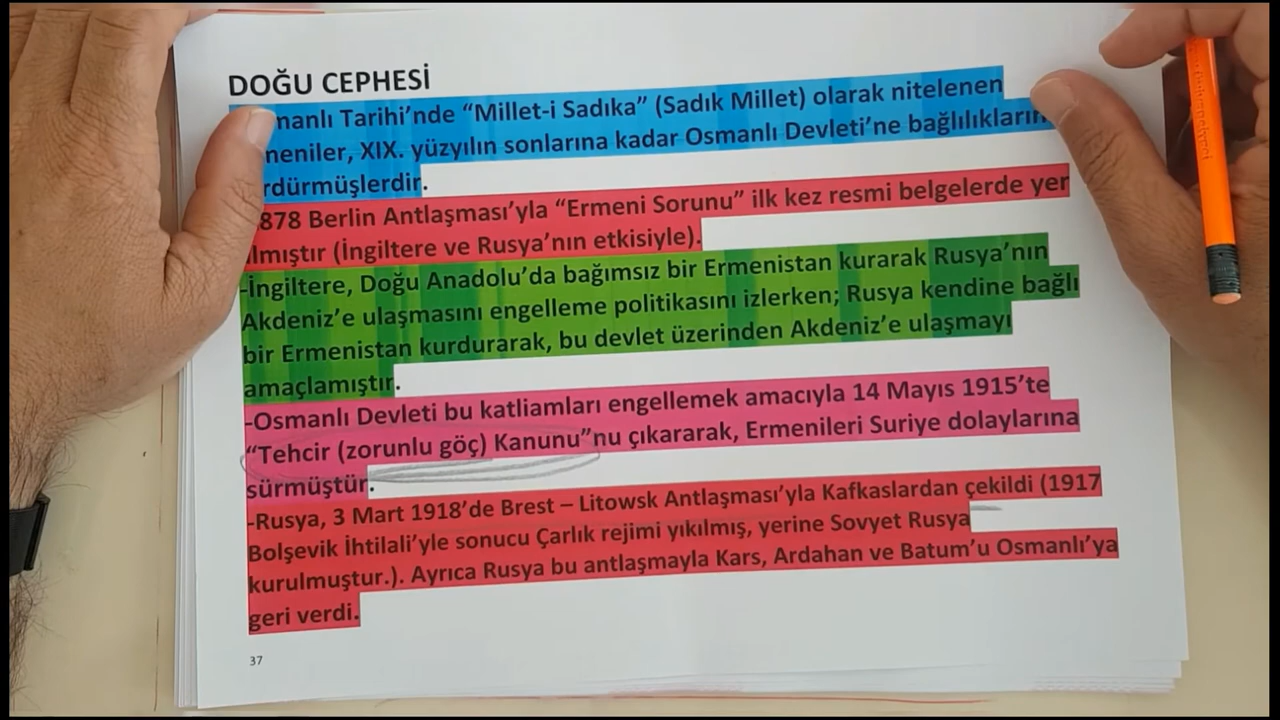 DOĞU CEPHESİ
manlı Tarihi’nde “Millet-i Sadıka” (Sadık Millet) olarak nitelenen
neniler, XIX. yüzyılın sonlarına kadar Osmanlı Devleti’ne bağlılıkların
rdürmüşlerdir.
878 Berlin Antlaşması’yla “Ermeni Sorunu” ilk kez resmi belgelerde yer
lmıştır (İngiltere ve Rusya’nın etkisiyle).
-İngiltere, Doğu Anadolu’da bağımsız bir Ermenistan kurarak Rusya’nın
Akdeniz’e ulaşmasını engelleme politikasını izlerken; Rusya kendine bağlı
bir Ermenistan kurdurarak, bu devlet üzerinden Akdeniz’e ulaşmayı
amaçlamıştır.
-Osmanlı Devleti bu katliamları engellemek amacıyla 14 Mayıs 1915’te
“Tehcir (zorunlu göç) Kanunu”nu çıkararak, Ermenileri Suriye dolaylarına
sürmüştür.
-Rusya, 3 Mart 1918’de Brest – Litowsk Antlaşması’yla Kafkaslardan çekildi (1917
Bolşevik İhtilali’yle sonucu Çarlık rejimi yıkılmış, yerine Sovyet Rusya
kurulmuştur.). Ayrıca Rusya bu antlaşmayla Kars, Ardahan ve Batum’u Osmanlı’ya
geri verdi.
37